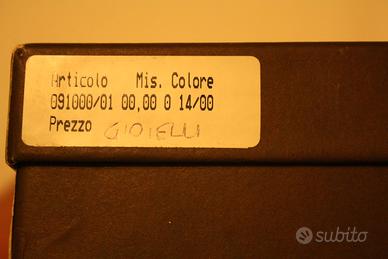 Articolo Mis. Colore
091000/01 00,00 0 14/00
Prezzo GIOIELLI
subito